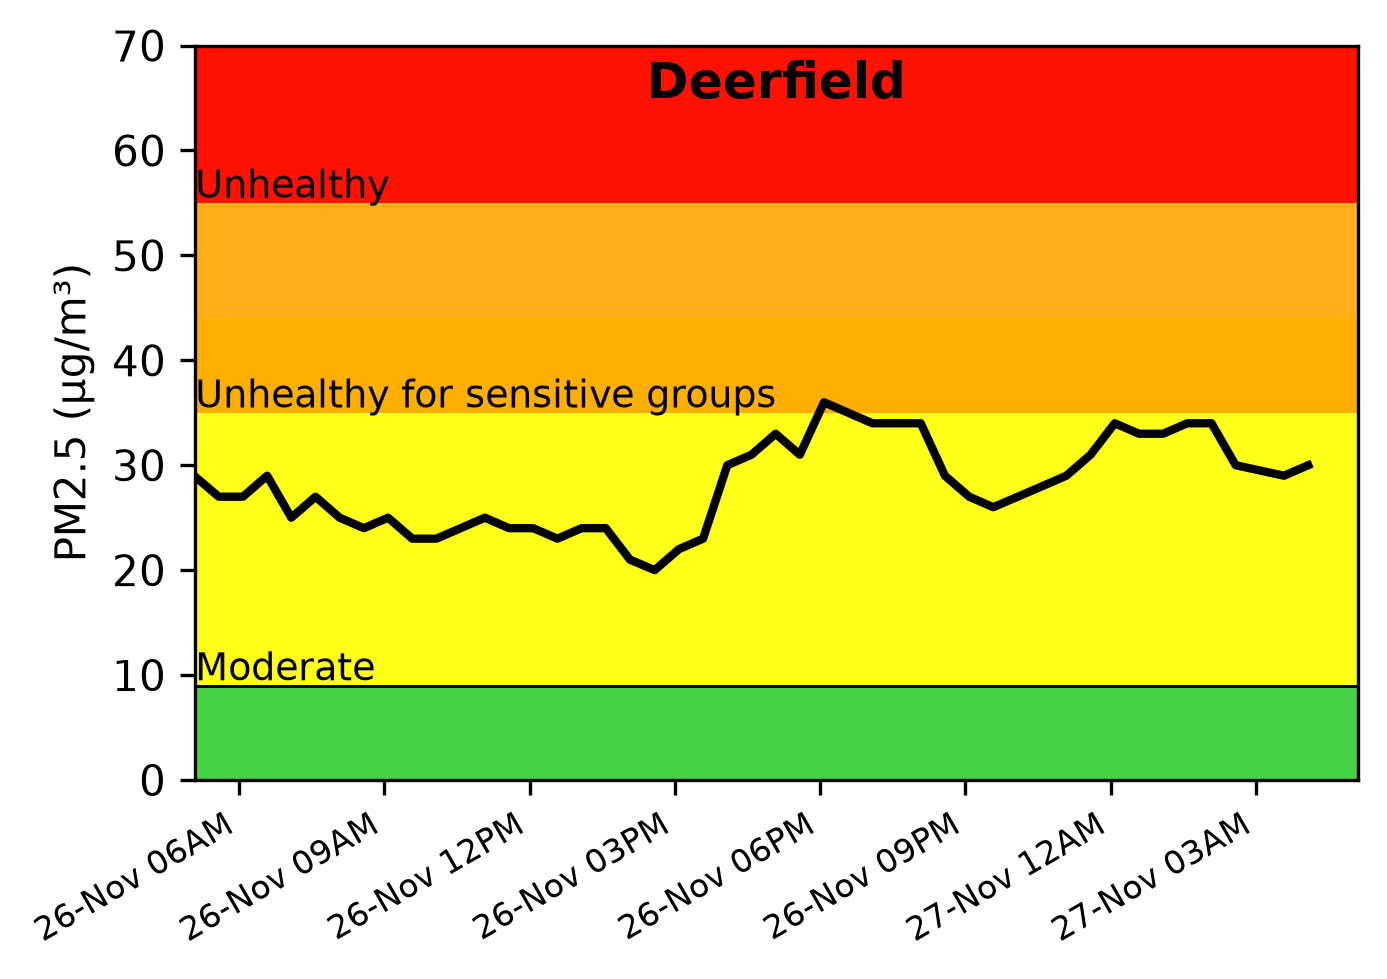 Deerfield
70
60
50
40
30
20
10
0
PM2.5 (µg/m³)
Unhealthy
Unhealthy for sensitive groups
Moderate
26-Nov 06AM
26-Nov 09AM
26-Nov 12PM
26-Nov 03PM
26-Nov 06PM
26-Nov 09PM
27-Nov 12AM
27-Nov 03AM